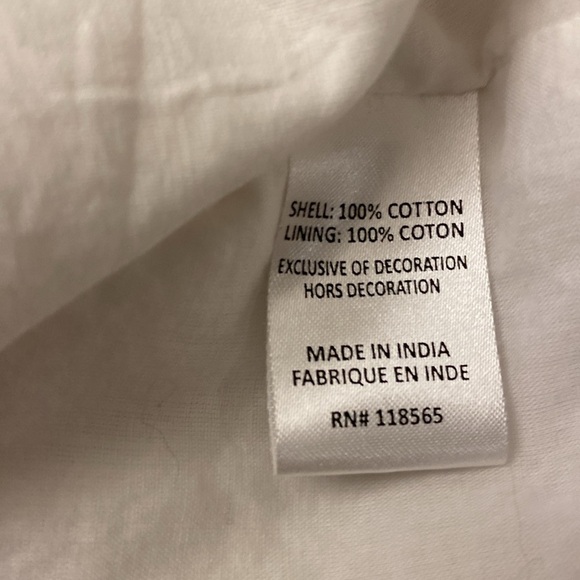 SHELL: 100% COTTON
LINING: 100% COTON
EXCLUSIVE OF DECORATION
HORS DECORATION
MADE IN INDIA
FABRIQUE EN INDE
RN# 118565